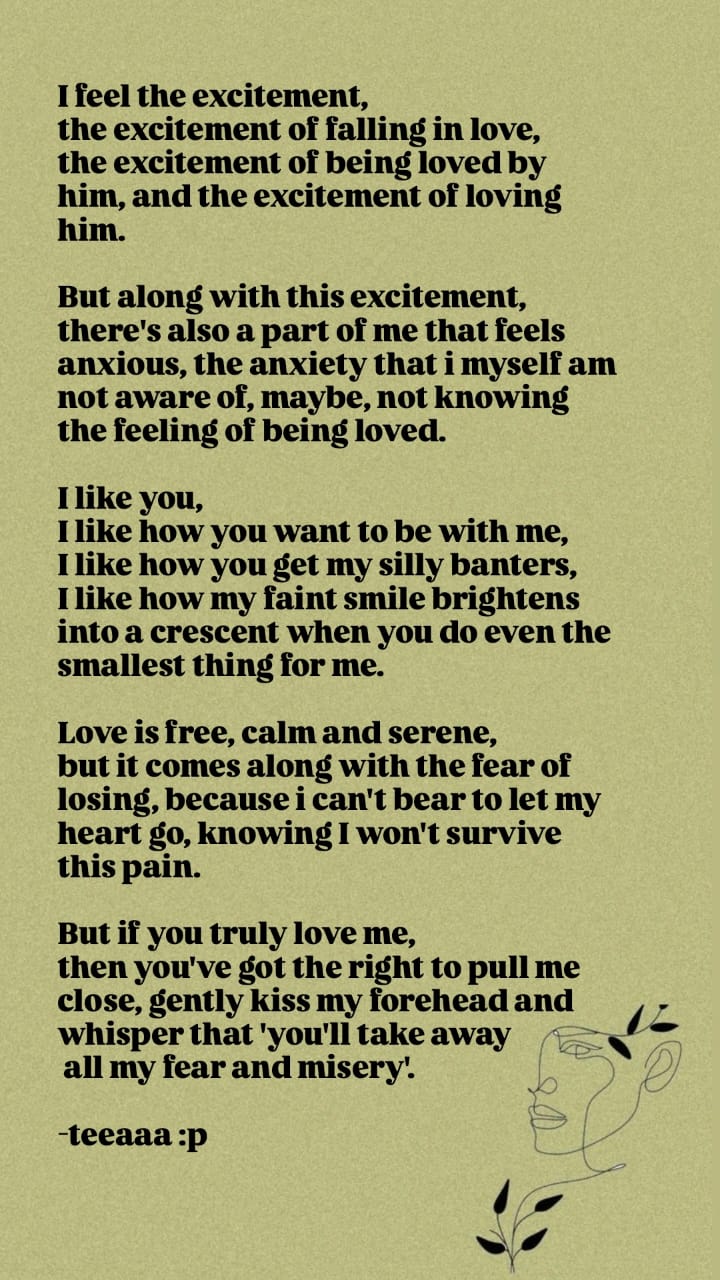 I feel the excitement,
the excitement of falling in love,
the excitement of being loved by
him, and the excitement of loving
him.
But along with this excitement,
there's also a part of me that feels
anxious, the anxiety that i myself am
not aware of, maybe, not knowing
the feeling of being loved.
I like you,
I like how you want to be with me,
I like how you get my silly banters,
I like how my faint smile brightens
into a crescent when you do even the
smallest thing for me.
Love is free, calm and serene,
but it comes along with the fear of
losing, because i can't bear to let my
heart go, knowing I won't survive
this pain.
But if you truly love me,
then you've got the right to pull me
close, gently kiss my forehead and
whisper that 'you'll take away
all my fear and misery'.
-teeaaa :p